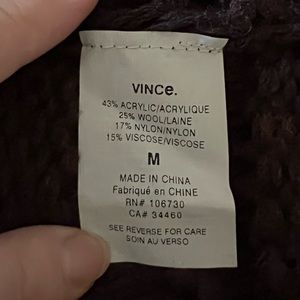 VINCe.
43% ACRYLIC/ACRYLIQUE
25% WOOL/LAINE
17% NYLON/NYLON
15% VISCOSE/VISCOSE
M
MADE IN CHINA
Fabriqué en CHINE
RN# 106730
CA# 34460
SEE REVERSE FOR CARE
SOIN AU VERSO